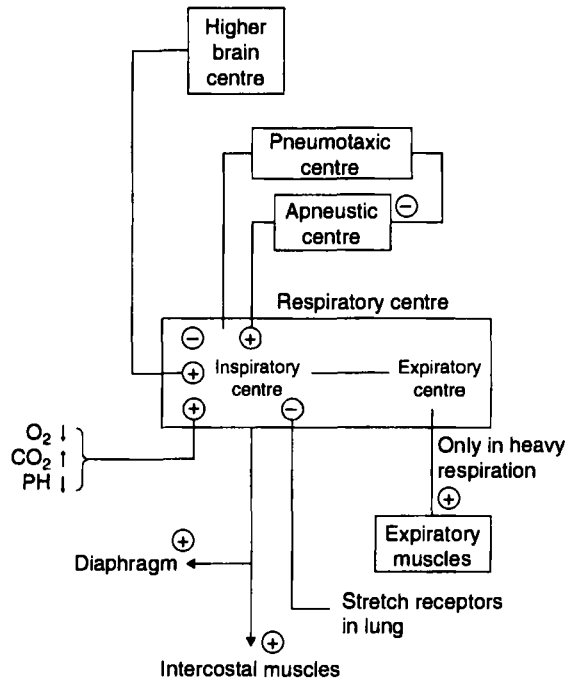 Higher
brain
centre
Pneumotaxic
centre
Apneustic
centre
−
Respiratory centre
−
+
+
Inspiratory
centre
Expiratory
centre
+
−
O₂ ↓
CO₂ ↑
PH ↓
Only in heavy
respiration
+
Expiratory
muscles
+
Diaphragm
Stretch receptors
in lung
+
Intercostal muscles